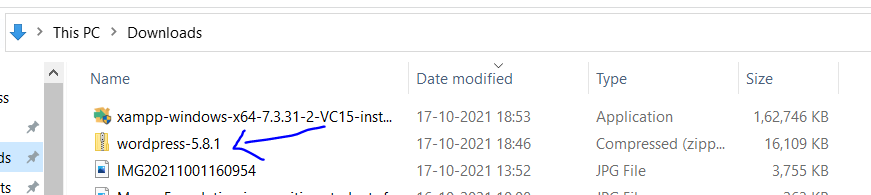 This PC > Downloads
Name Date modified Type Size
ess
xampp-windows-x64-7.3.31-2-VC15-inst... 17-10-2021 18:53 Application 1,62,746 KB
wordpress-5.8.1 17-10-2021 18:46 Compressed (zipp... 16,109 KB
ds
IMG20211001160954 17-10-2021 13:52 JPG File 3,755 KB
ts